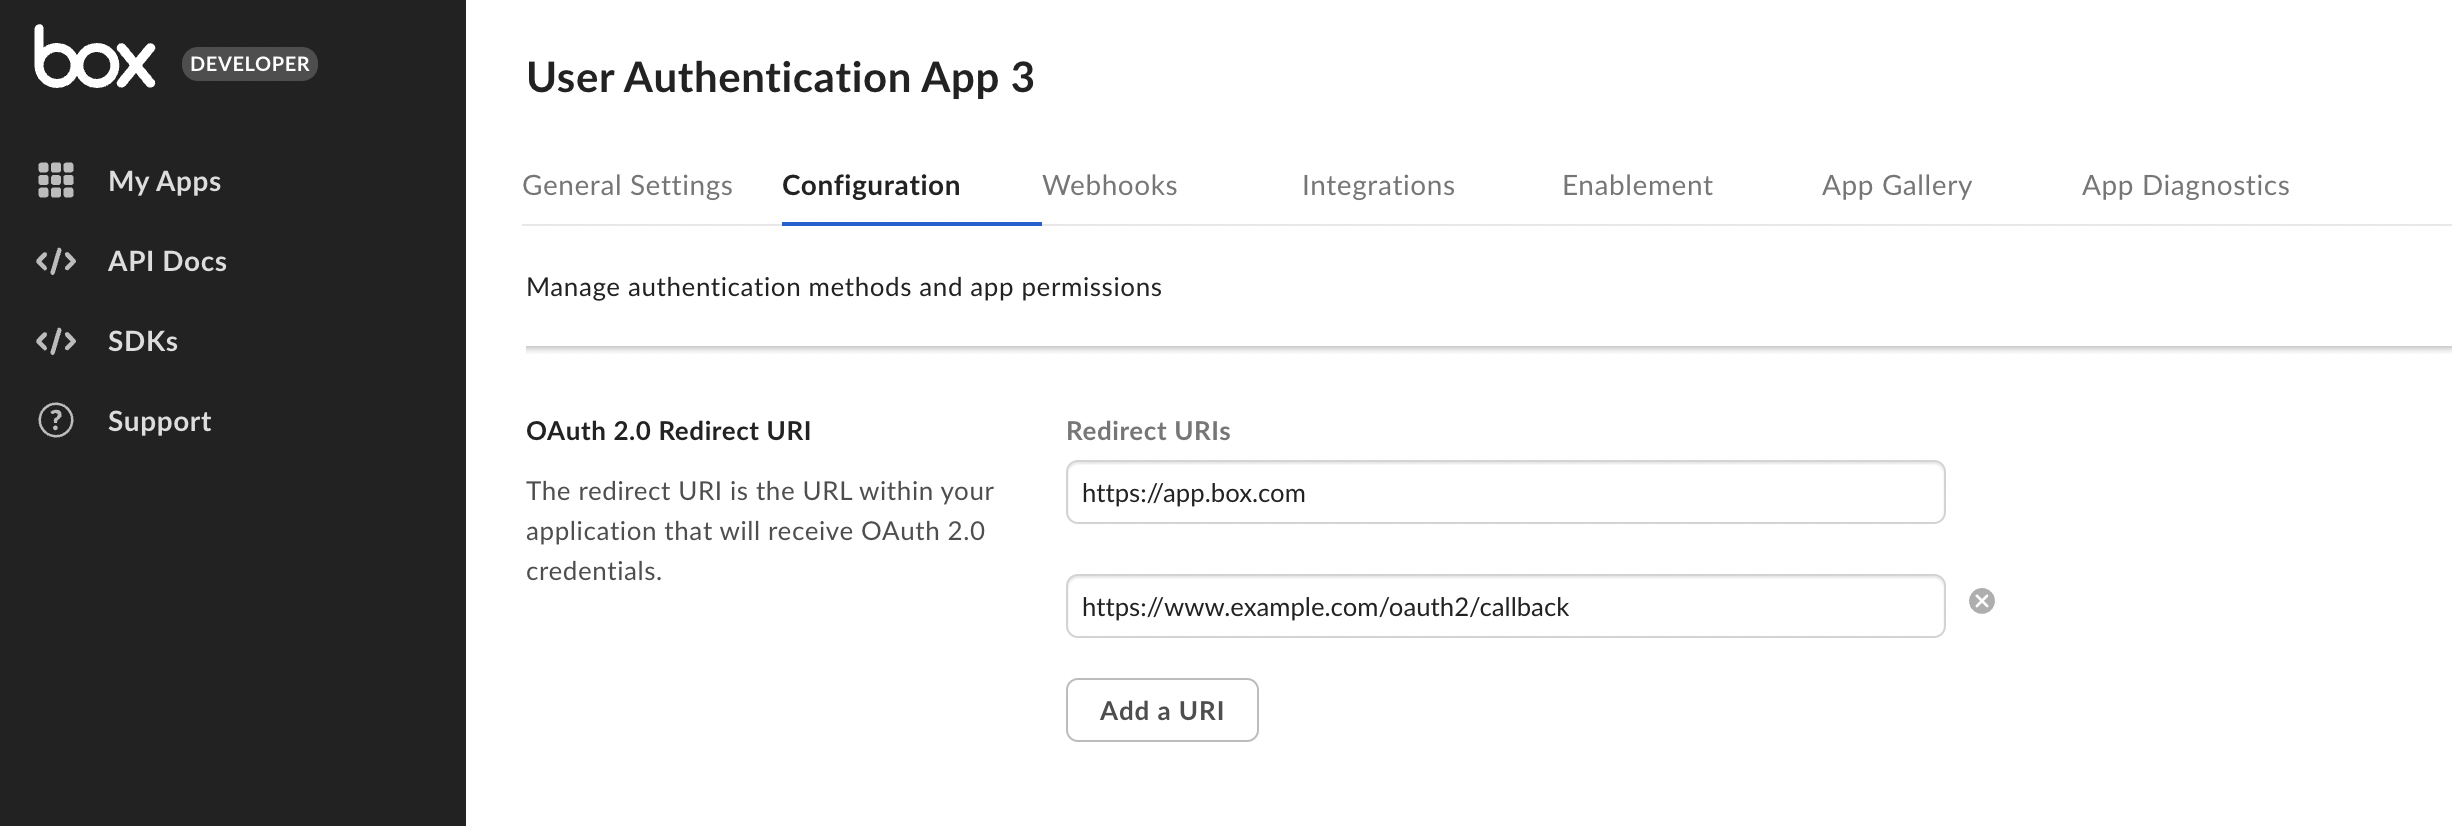 box DEVELOPER
My Apps
API Docs
SDKs
Support
User Authentication App 3
General Settings Configuration Webhooks Integrations Enablement App Gallery App Diagnostics
Manage authentication methods and app permissions
OAuth 2.0 Redirect URI
The redirect URI is the URL within your
application that will receive OAuth 2.0
credentials.
Redirect URIs
https://app.box.com
https://www.example.com/oauth2/callback
Add a URI